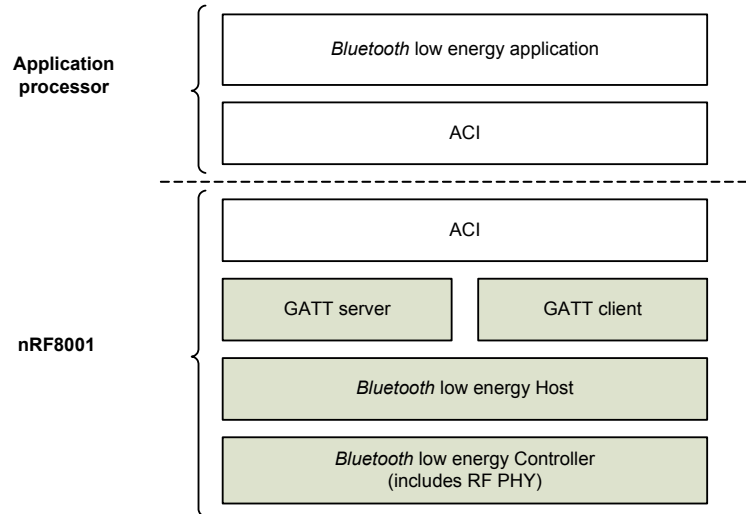 Application
processor
Bluetooth low energy application
ACI
ACI
GATT server
GATT client
nRF8001
Bluetooth low energy Host
Bluetooth low energy Controller
(includes RF PHY)